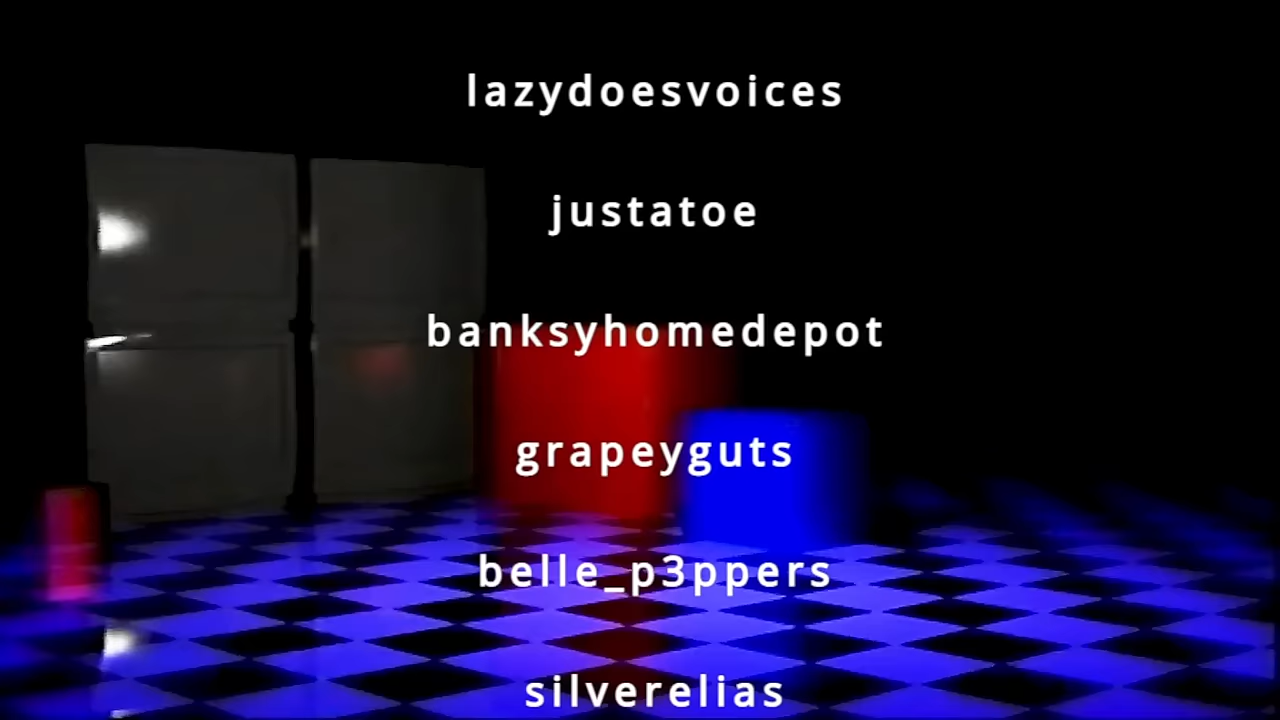 lazydoesvoices
justatoe
banksyhomedepot
grapeyguts
belle_p3ppers
silverelias